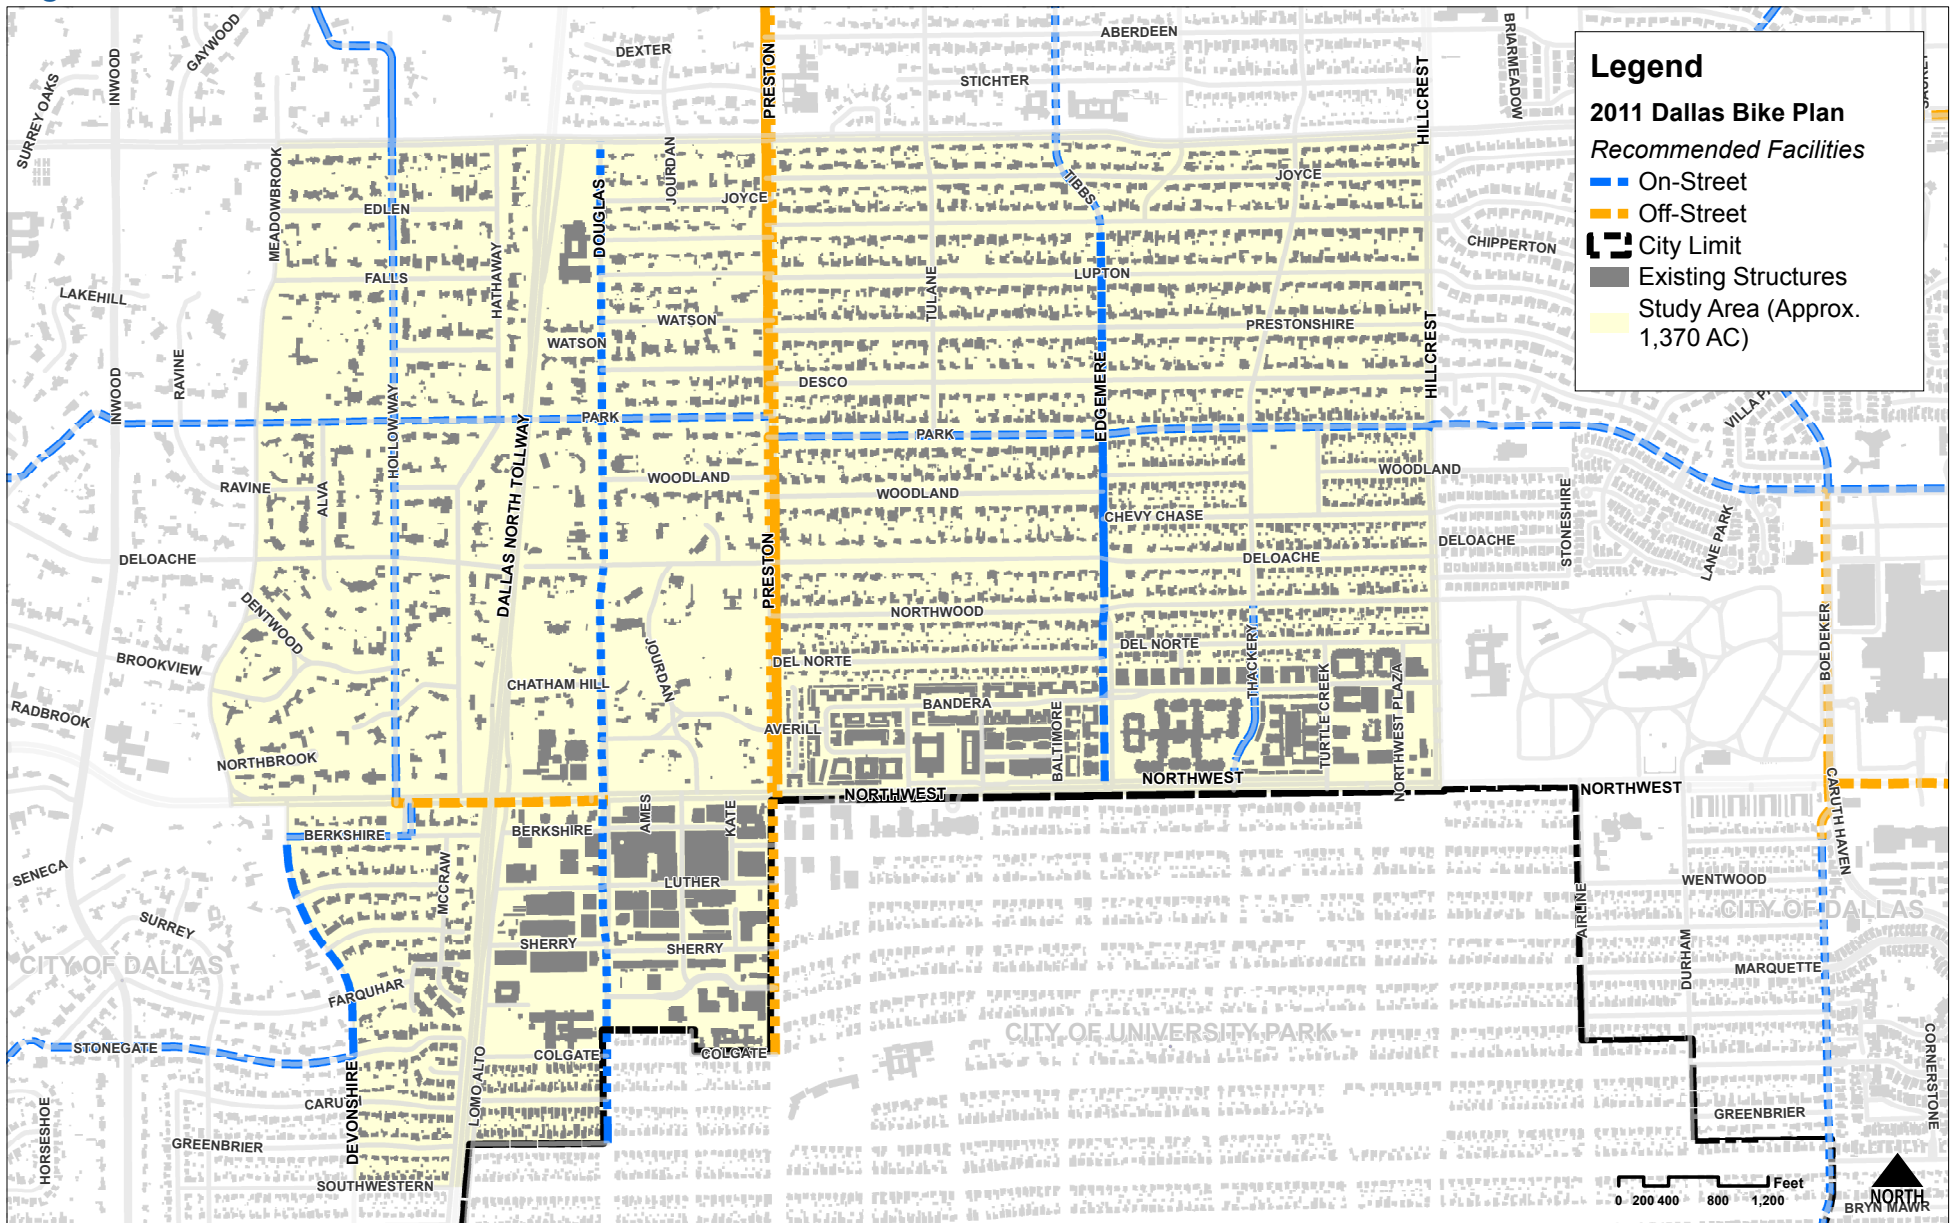 GAYWOOD
DEXTER
ABERDEEN
STICHTER
INWOOD
SURREY OAKS
PRESTON
HILLCREST
BRIARMEADOW
Legend
2011 Dallas Bike Plan
Recommended Facilities
On-Street
Off-Street
City Limit
Existing Structures
Study Area (Approx.
1,370 AC)
MEADOWBROOK
EDLEN
FALLS
HATHAWAY
DOUGLAS
JOURDAN
JOYCE
TIBBS
JOYCE
CHIPPERTON
LAKEHILL
WATSON
WATSON
TULANE
LUPTON
PRESTONSHIRE
HILLCREST
RAVINE
INWOOD
HOLLOWWAY
DESCO
EDGEMERE
PARK
PARK
VILLA P
RAVINE
ALVA
DALLAS NORTH TOLLWAY
WOODLAND
WOODLAND
WOODLAND
CHEVY CHASE
STONESHIRE
LANE PARK
DELOACHE
PRESTON
DELOACHE
DELOACHE
DENTWOOD
NORTHWOOD
BROOKVIEW
JOURDAN
DEL NORTE
DEL NORTE
THACKERY
BOEDEKER
RADBROOK
CHATHAM HILL
BANDERA
TURTLE CREEK
NORTHWEST PLAZA
AVERILL
BALTIMORE
NORTHBROOK
NORTHWEST
NORTHWEST
NORTHWEST
BERKSHIRE
BERKSHIRE
AMES
KATE
CARUTH HAVEN
SENECA
MCCRAW
LUTHER
WENTWOOD
AIRLINE
CITY OF DALLAS
SURREY
SHERRY
SHERRY
CITY OF DALLAS
DURHAM
MARQUETTE
FARQUHAR
STONEGATE
COLGATE
COLGATE
CITY OF UNIVERSITY PARK
CORNERSTONE
LOMO ALTO
CARU
DEVONSHIRE
HORSESHOE
GREENBRIER
GREENBRIER
SOUTHWESTERN
Feet
0 200 400 800 1,200
NORTH
BRYN MAWR